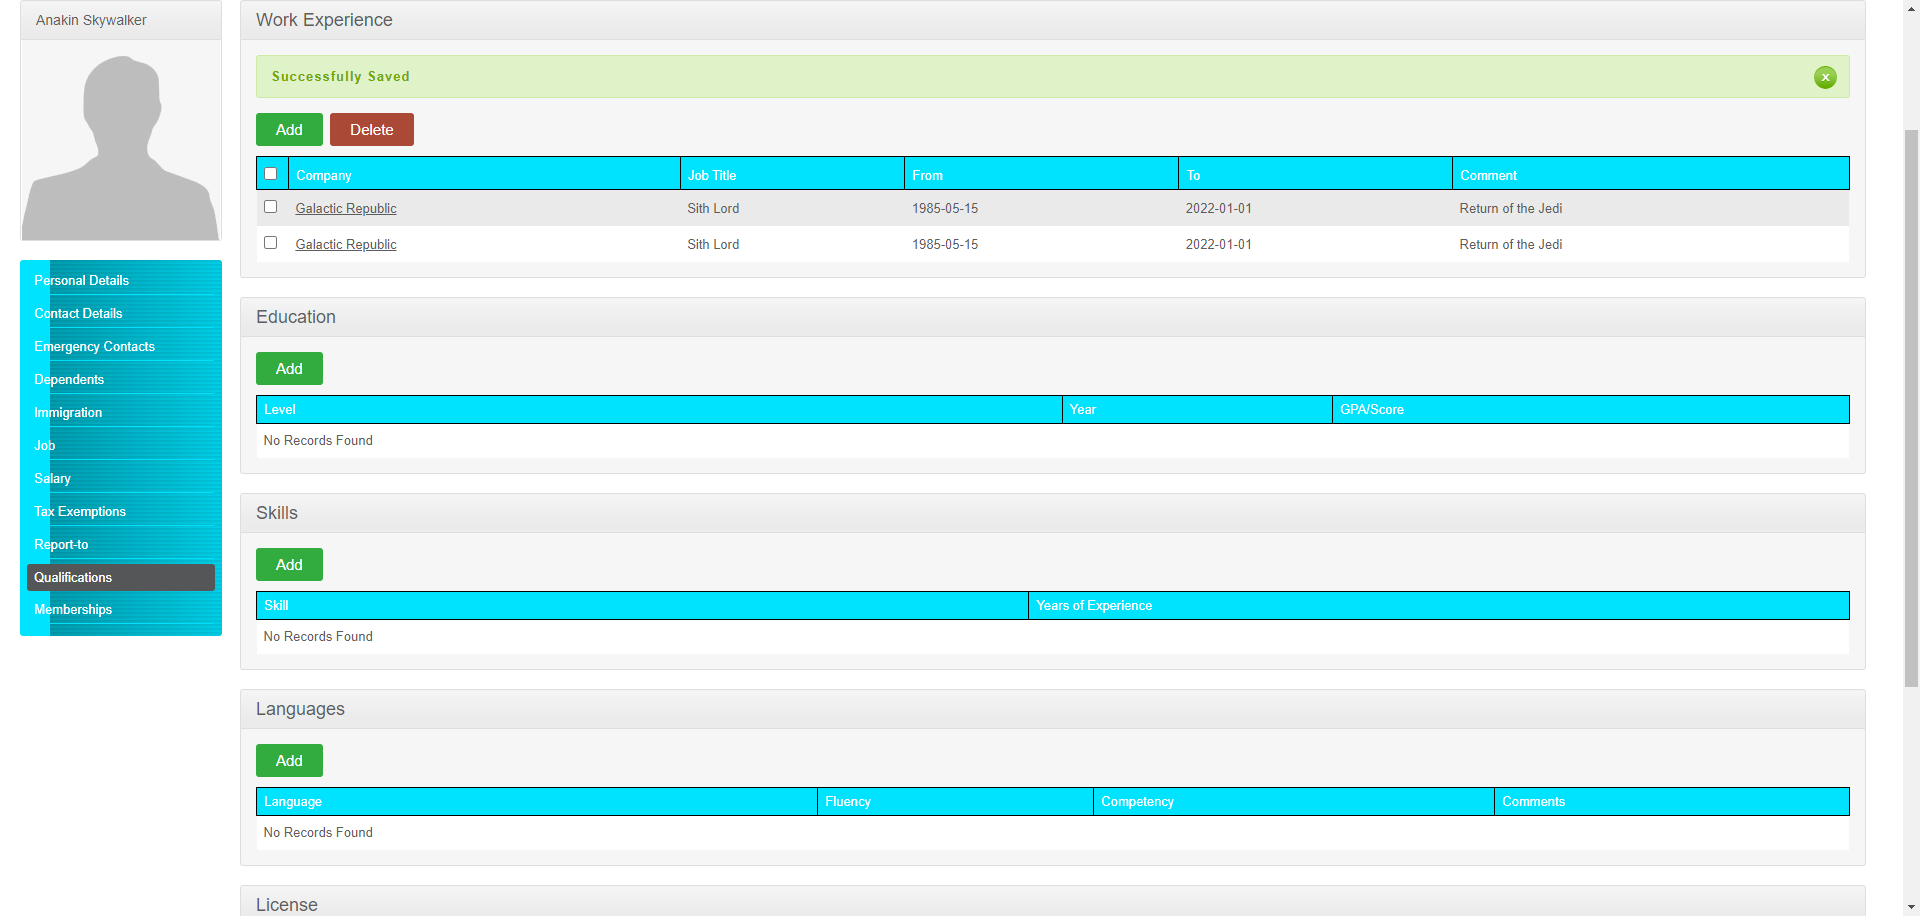 Anakin Skywalker
Personal Details
Contact Details
Emergency Contacts
Dependents
Immigration
Job
Salary
Tax Exemptions
Report-to
Qualifications
Memberships
Work Experience
Successfully Saved
x
Add Delete
Company Job Title From To Comment
Galactic Republic Sith Lord 1985-05-15 2022-01-01 Return of the Jedi
Galactic Republic Sith Lord 1985-05-15 2022-01-01 Return of the Jedi
Education
Add
Level Year GPA/Score
No Records Found
Skills
Add
Skill Years of Experience
No Records Found
Languages
Add
Language Fluency Competency Comments
No Records Found
License